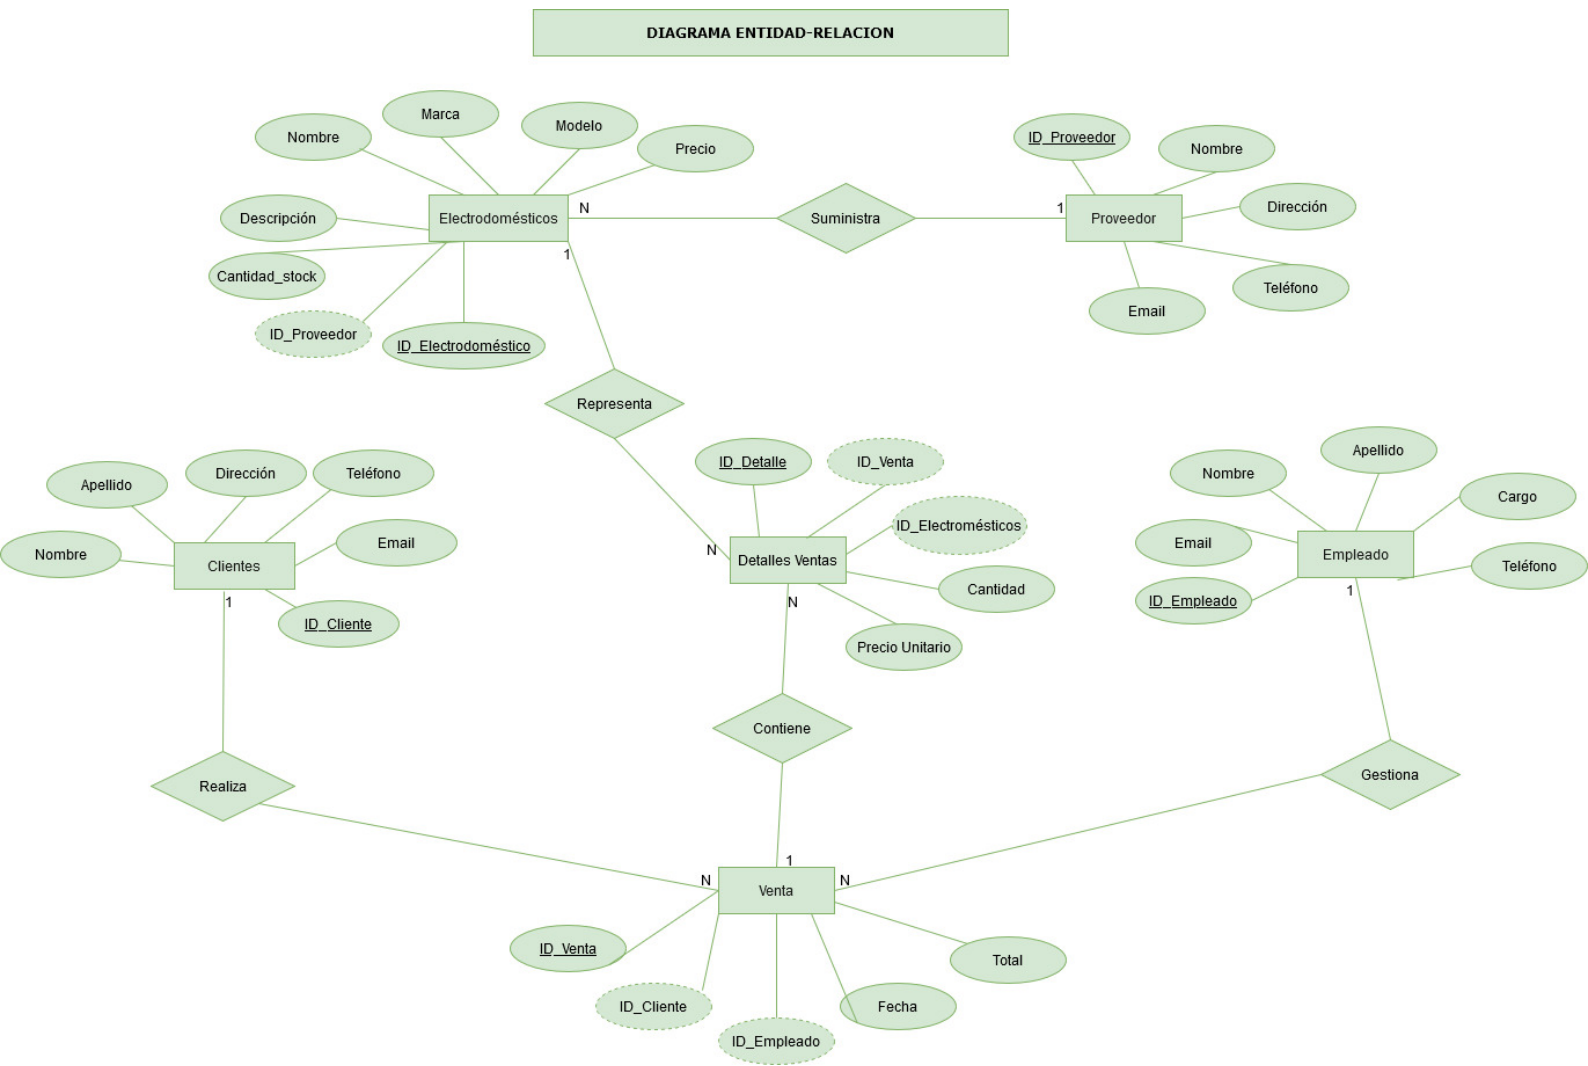 DIAGRAMA ENTIDAD-RELACION
Marca
Modelo
Nombre
Precio
ID_Proveedor
Nombre
Descripción
Electrodomésticos
N
Suministra
1
Proveedor
Dirección
Cantidad_stock
1
Teléfono
ID_Proveedor
ID_Electrodoméstico
Email
Representa
Apellido
Dirección
Teléfono
Nombre
Email
Clientes
1
ID_Cliente
ID_Detalle
ID_Venta
ID_Electromésticos
N
Detalles Ventas
Cantidad
N
Precio Unitario
Nombre
Apellido
Cargo
Email
Empleado
Teléfono
ID_Empleado
1
Contiene
Realiza
Gestiona
1
N
Venta
N
ID_Venta
Total
ID_Cliente
Fecha
ID_Empleado